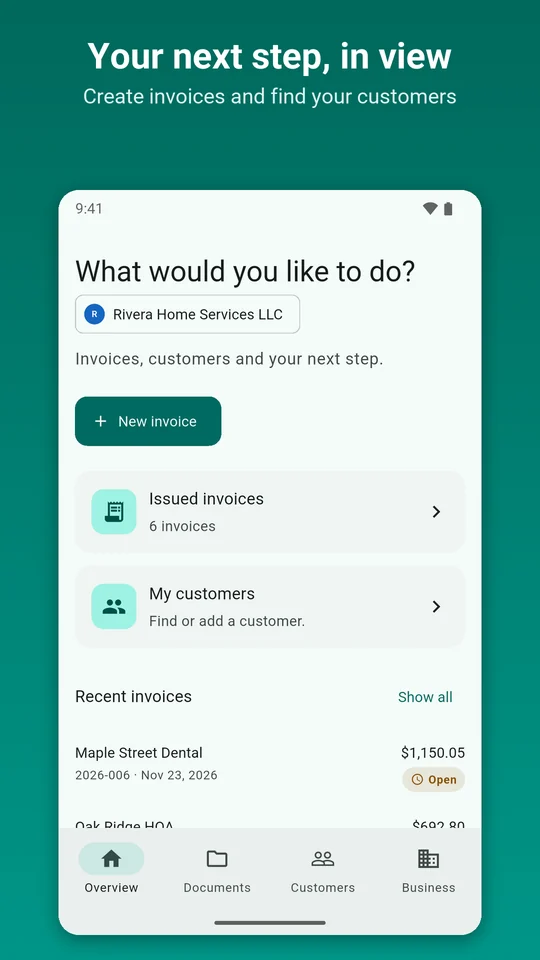 Your next step, in view
Create invoices and find your customers
9:41
What would you like to do?
R Rivera Home Services LLC
Invoices, customers and your next step.
+ New invoice
Issued invoices
6 invoices
My customers
Find or add a customer.
Recent invoices Show all
Maple Street Dental $1,150.05
2026-006 · Nov 23, 2026 Open
Oak Ridge HOA $692.80
Overview Documents Customers Business